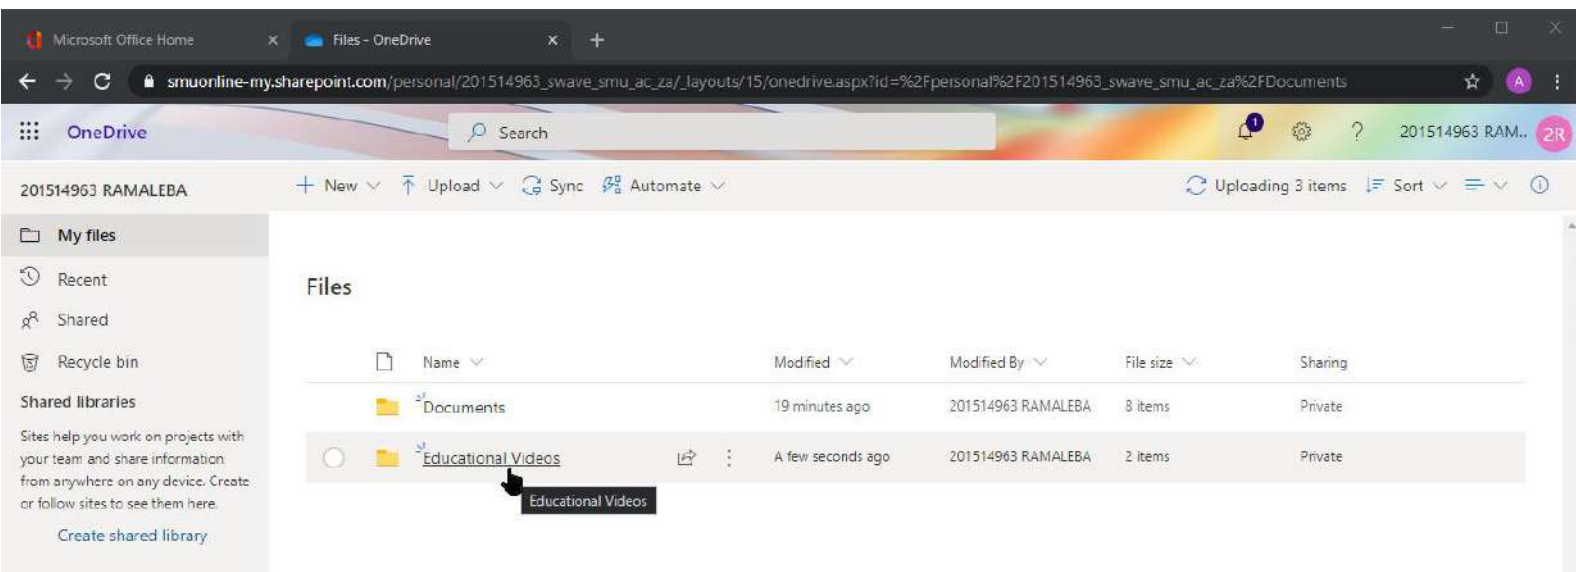 Microsoft Office Home
Files - OneDrive
smuonline-my.sharepoint.com/personal/201514963_swave_smu_ac_za/_layouts/15/onedrive.aspx?id=%2Fpersonal%2F201514963_swave_smu_ac_za%2FDocuments
A
OneDrive
Search
1
?
201514963 RAM..
2R
201514963 RAMALEBA
New
Upload
Sync
Automate
Uploading 3 items
Sort
My files
Recent
Shared
Recycle bin
Shared libraries
Sites help you work on projects with
your team and share information
from anywhere on any device. Create
or follow sites to see them here.
Create shared library
Files
Name Modified Modified By File size Sharing
Documents 19 minutes ago 201514963 RAMALEBA 8 items Private
Educational Videos A few seconds ago 201514963 RAMALEBA 2 items Private
Educational Videos